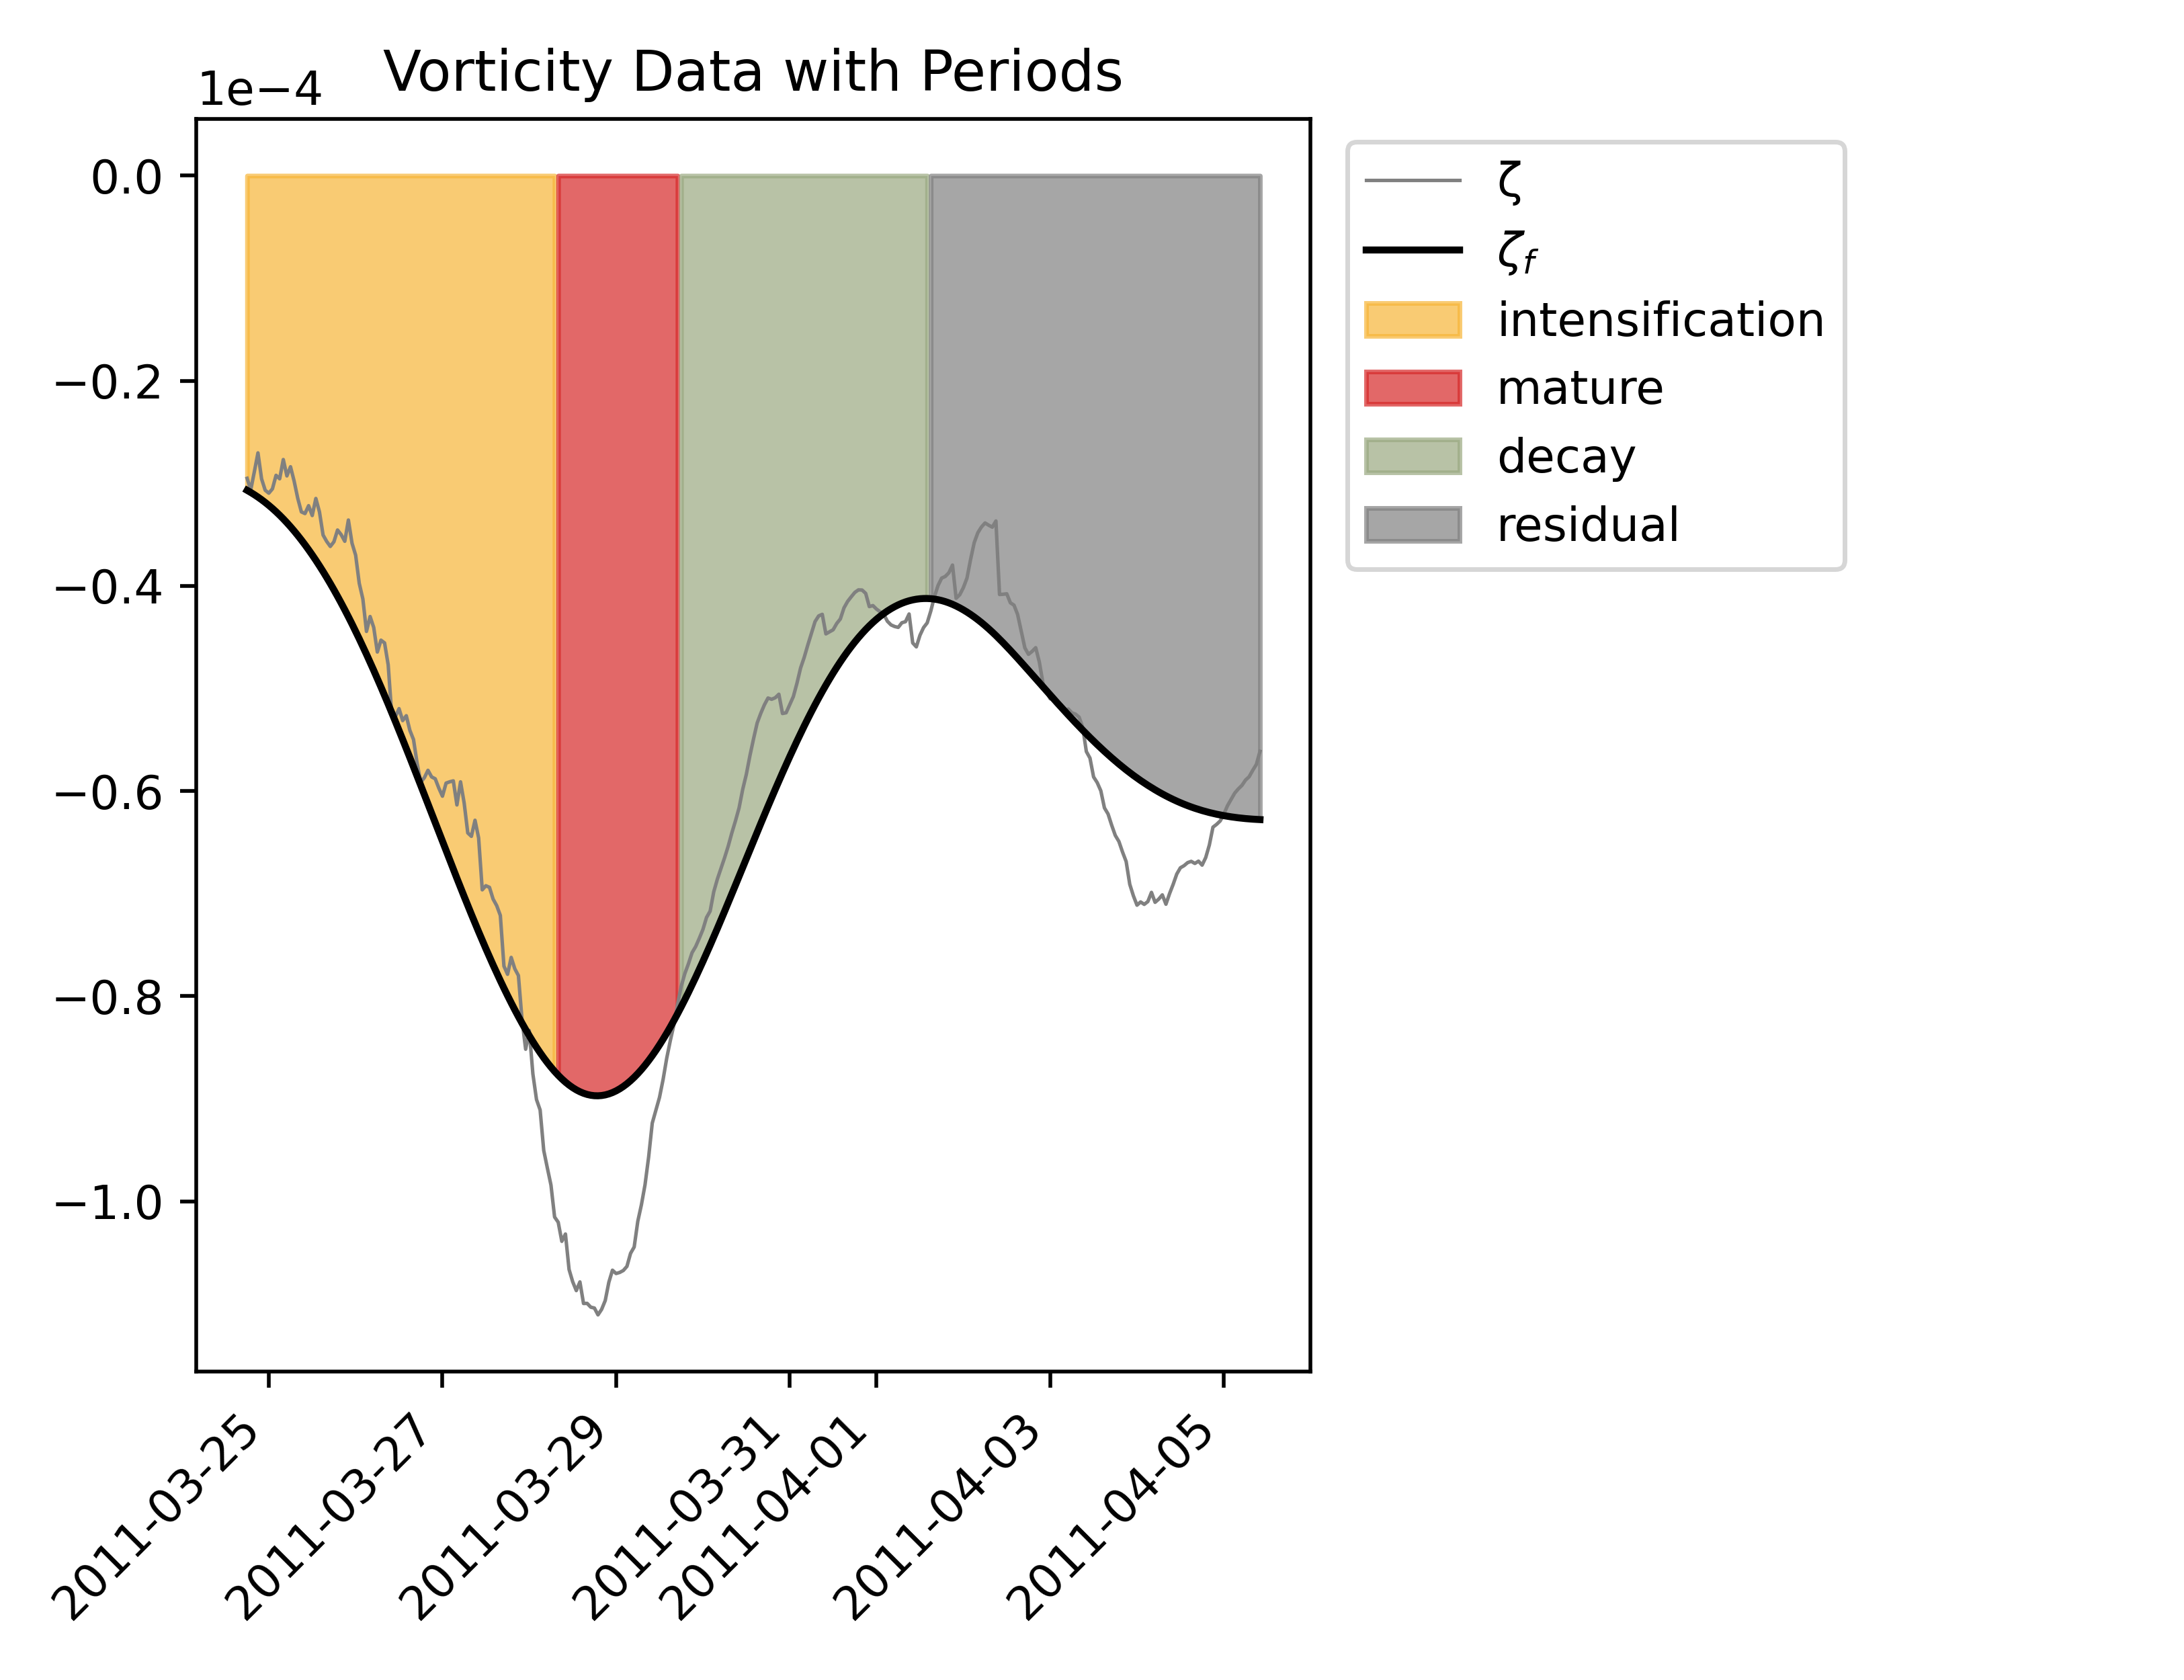 Vorticity Data with Periods
1e−4
0.0
−0.2
−0.4
−0.6
−0.8
−1.0
2011-03-25
2011-03-27
2011-03-29
2011-03-31
2011-04-01
2011-04-03
2011-04-05
ζ
ζf
intensification
mature
decay
residual